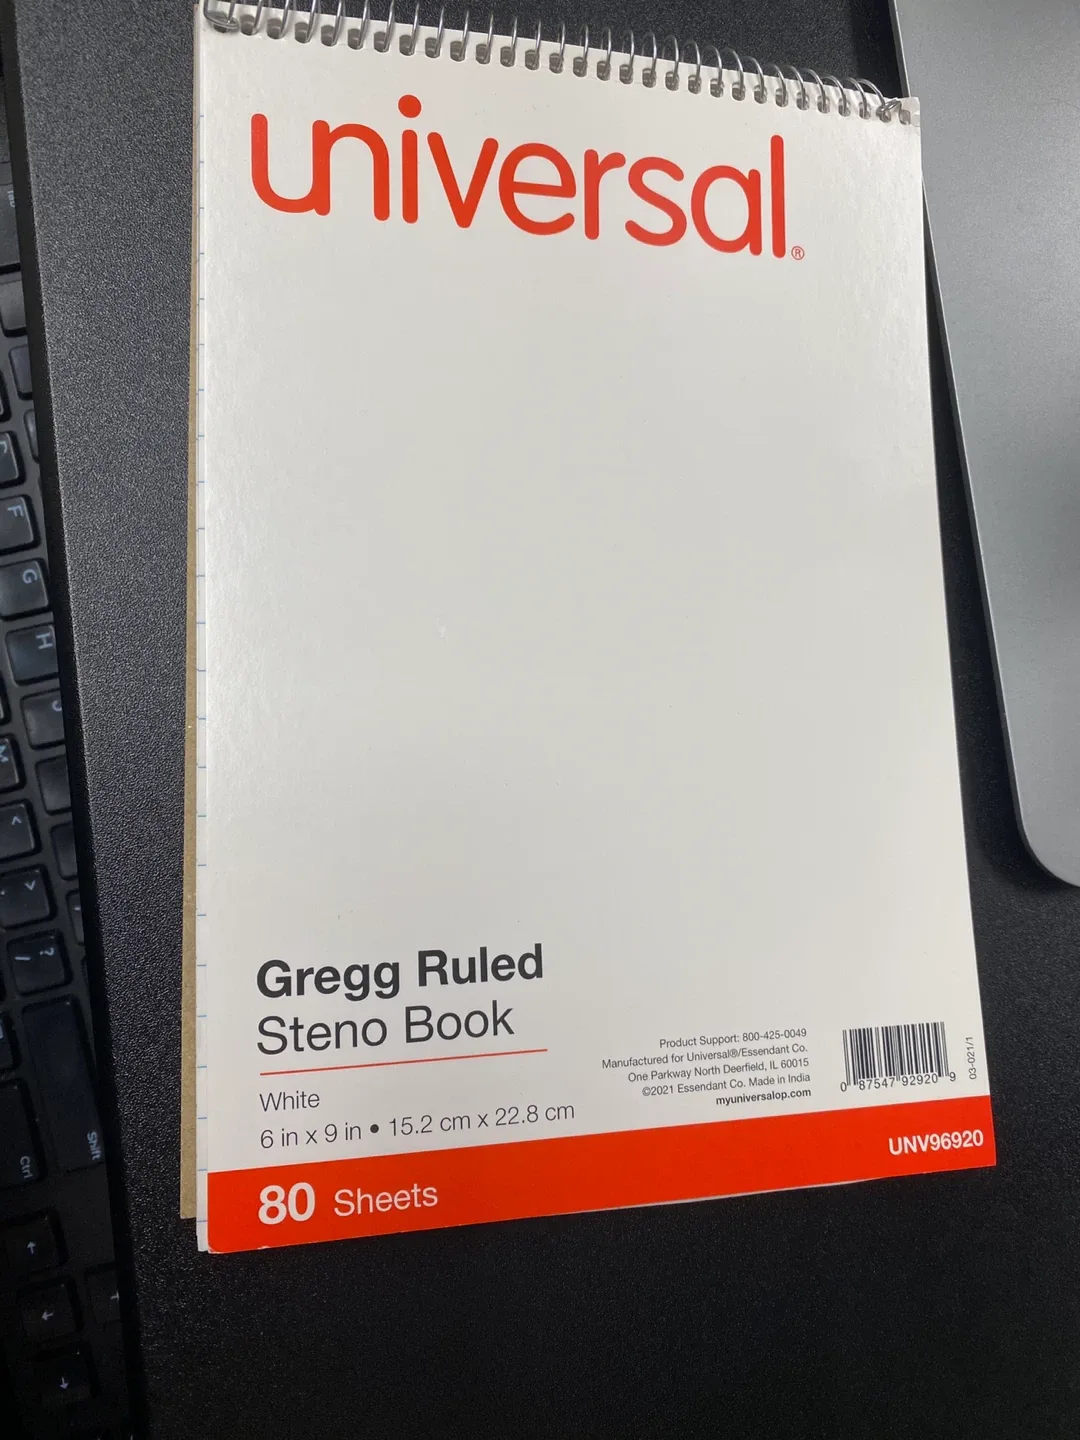 universal®
Gregg Ruled
Steno Book
White
6 in x 9 in • 15.2 cm x 22.8 cm
80 Sheets
Product Support: 800-425-0049
Manufactured for Universal®/Essendant Co.
One Parkway North Deerfield, IL 60015
©2021 Essendant Co. Made in India
myuniversalop.com
0 87547 92920 9
03-021/1
UNV96920
F
G
H
J
M
<
>
?
/
Shift
Ctrl